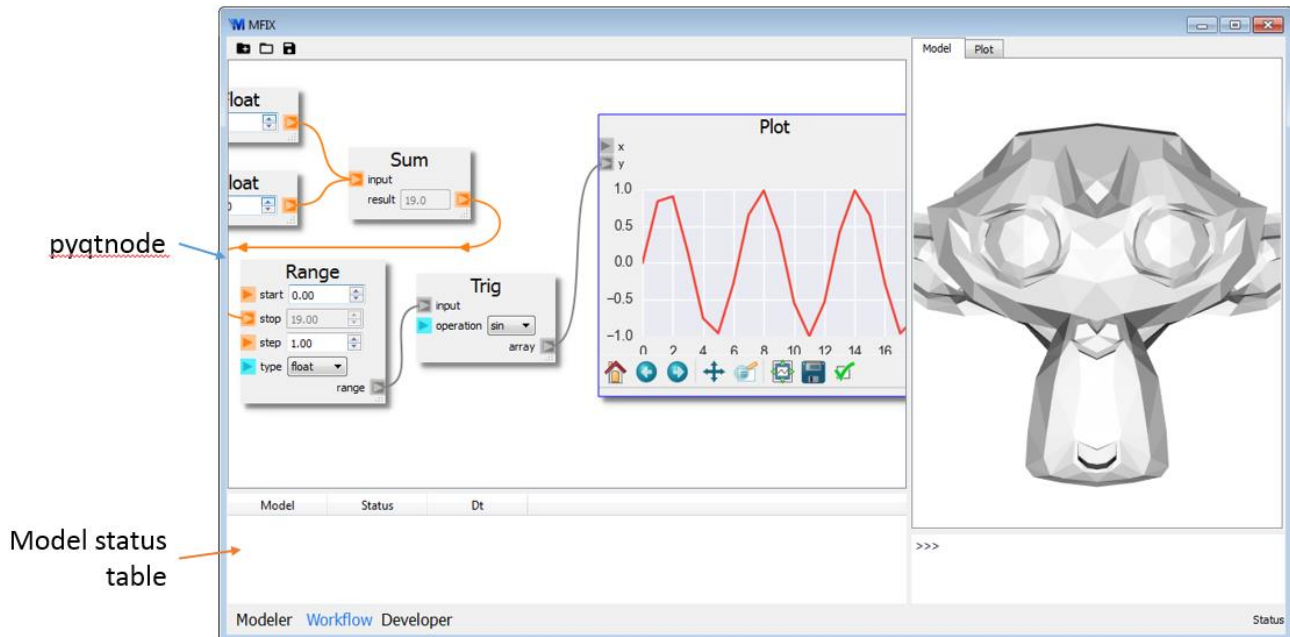 MFIX
Model
Plot
Float
Float
Sum
input
result 19.0
pyqtnode
Range
start 0.00
stop 19.00
step 1.00
type float
range
Trig
input
operation sin
array
Plot
x
y
1.0
0.5
0.0
−0.5
−1.0
0 2 4 6 8 10 12 14 16
Model Status Dt
Model status
table
>>>
Modeler Workflow Developer
Status